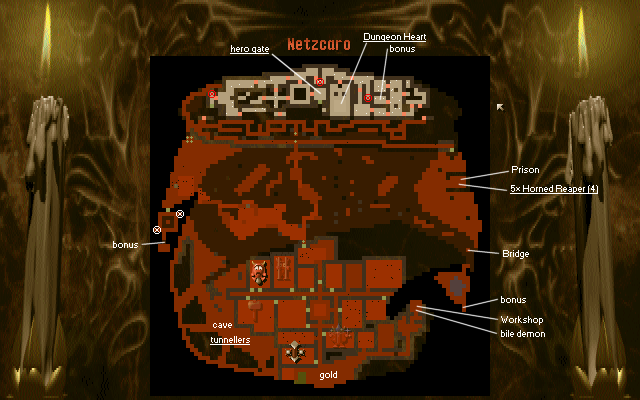 Netzcaro
Dungeon Heart
hero gate
bonus
Prison
5x Horned Reaper (4)
bonus
Bridge
bonus
Workshop
cave
bile demon
tunnellers
gold